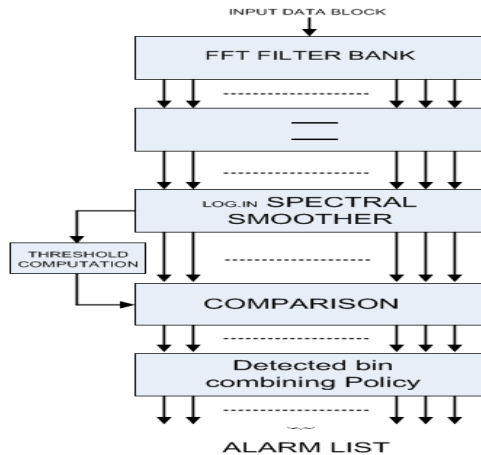 INPUT DATA BLOCK
FFT FILTER BANK
LOG.IN SPECTRAL
SMOOTHER
THRESHOLD
COMPUTATION
COMPARISON
Detected bin
combining Policy
ALARM LIST